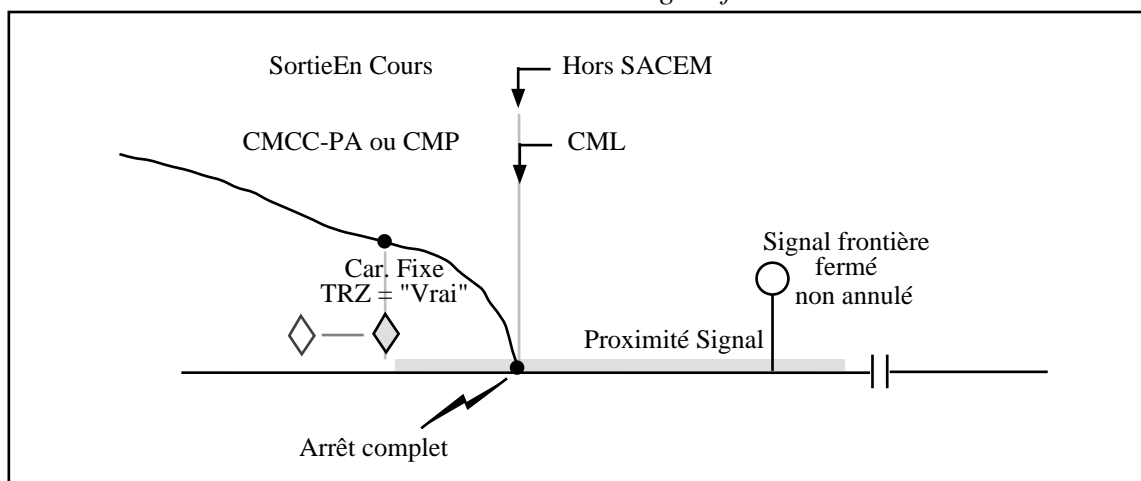 SortieEn Cours
Hors SACEM
CMCC-PA ou CMP
CML
Signal frontière
fermé
non annulé
Car. Fixe
TRZ = "Vrai"
Proximité Signal
Arrêt complet